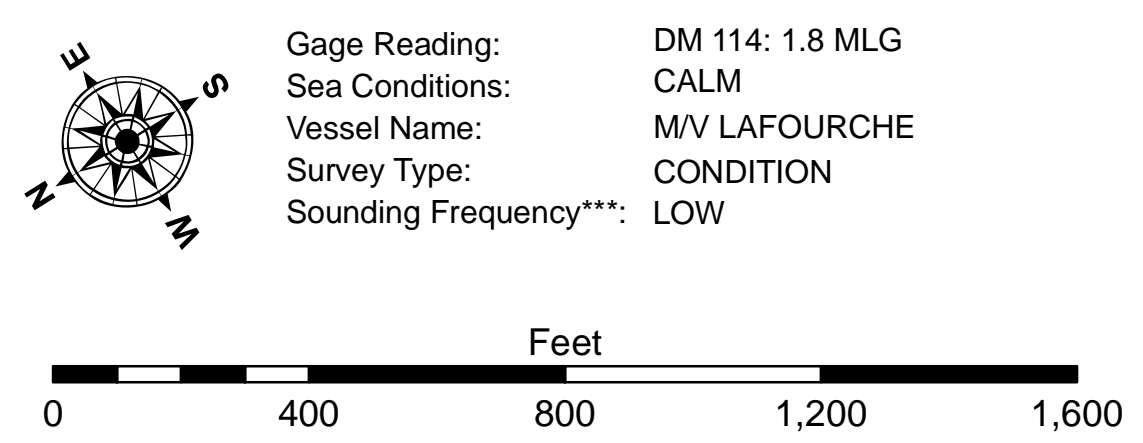 E
S
N
W
Gage Reading: DM 114: 1.8 MLG
Sea Conditions: CALM
Vessel Name: M/V LAFOURCHE
Survey Type: CONDITION
Sounding Frequency***: LOW
Feet
0 400 800 1,200 1,600